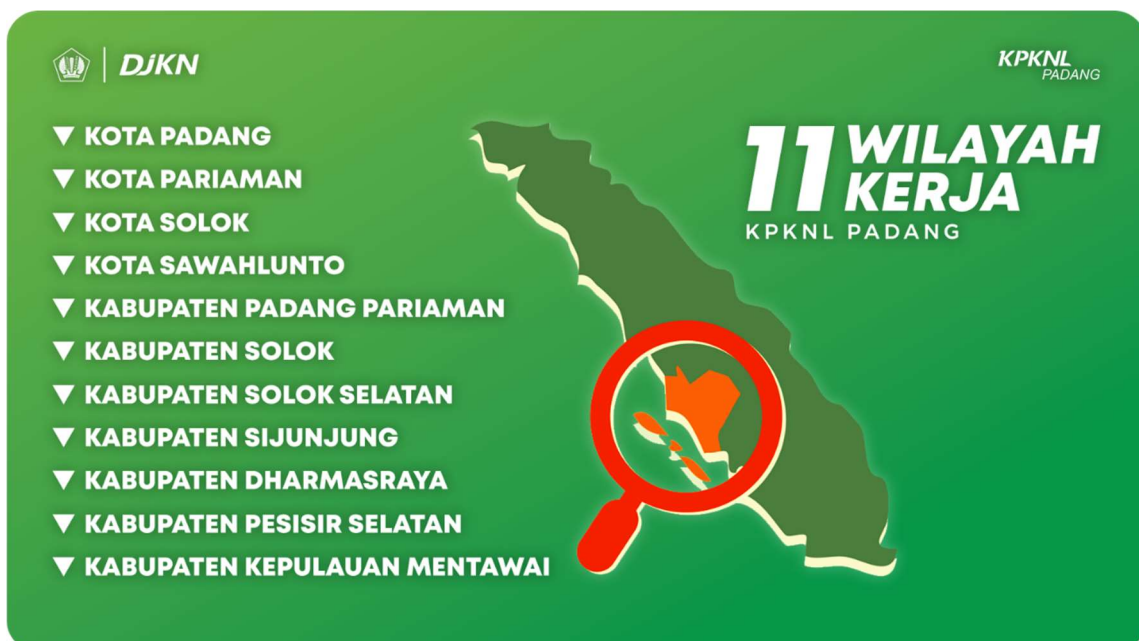 DJKN
KPKNL
PADANG
KOTA PADANG
KOTA PARIAMAN
KOTA SOLOK
KOTA SAWAHLUNTO
KABUPATEN PADANG PARIAMAN
KABUPATEN SOLOK
KABUPATEN SOLOK SELATAN
KABUPATEN SIJUNJUNG
KABUPATEN DHARMASRAYA
KABUPATEN PESISIR SELATAN
KABUPATEN KEPULAUAN MENTAWAI
11 WILAYAH
KERJA
KPKNL PADANG